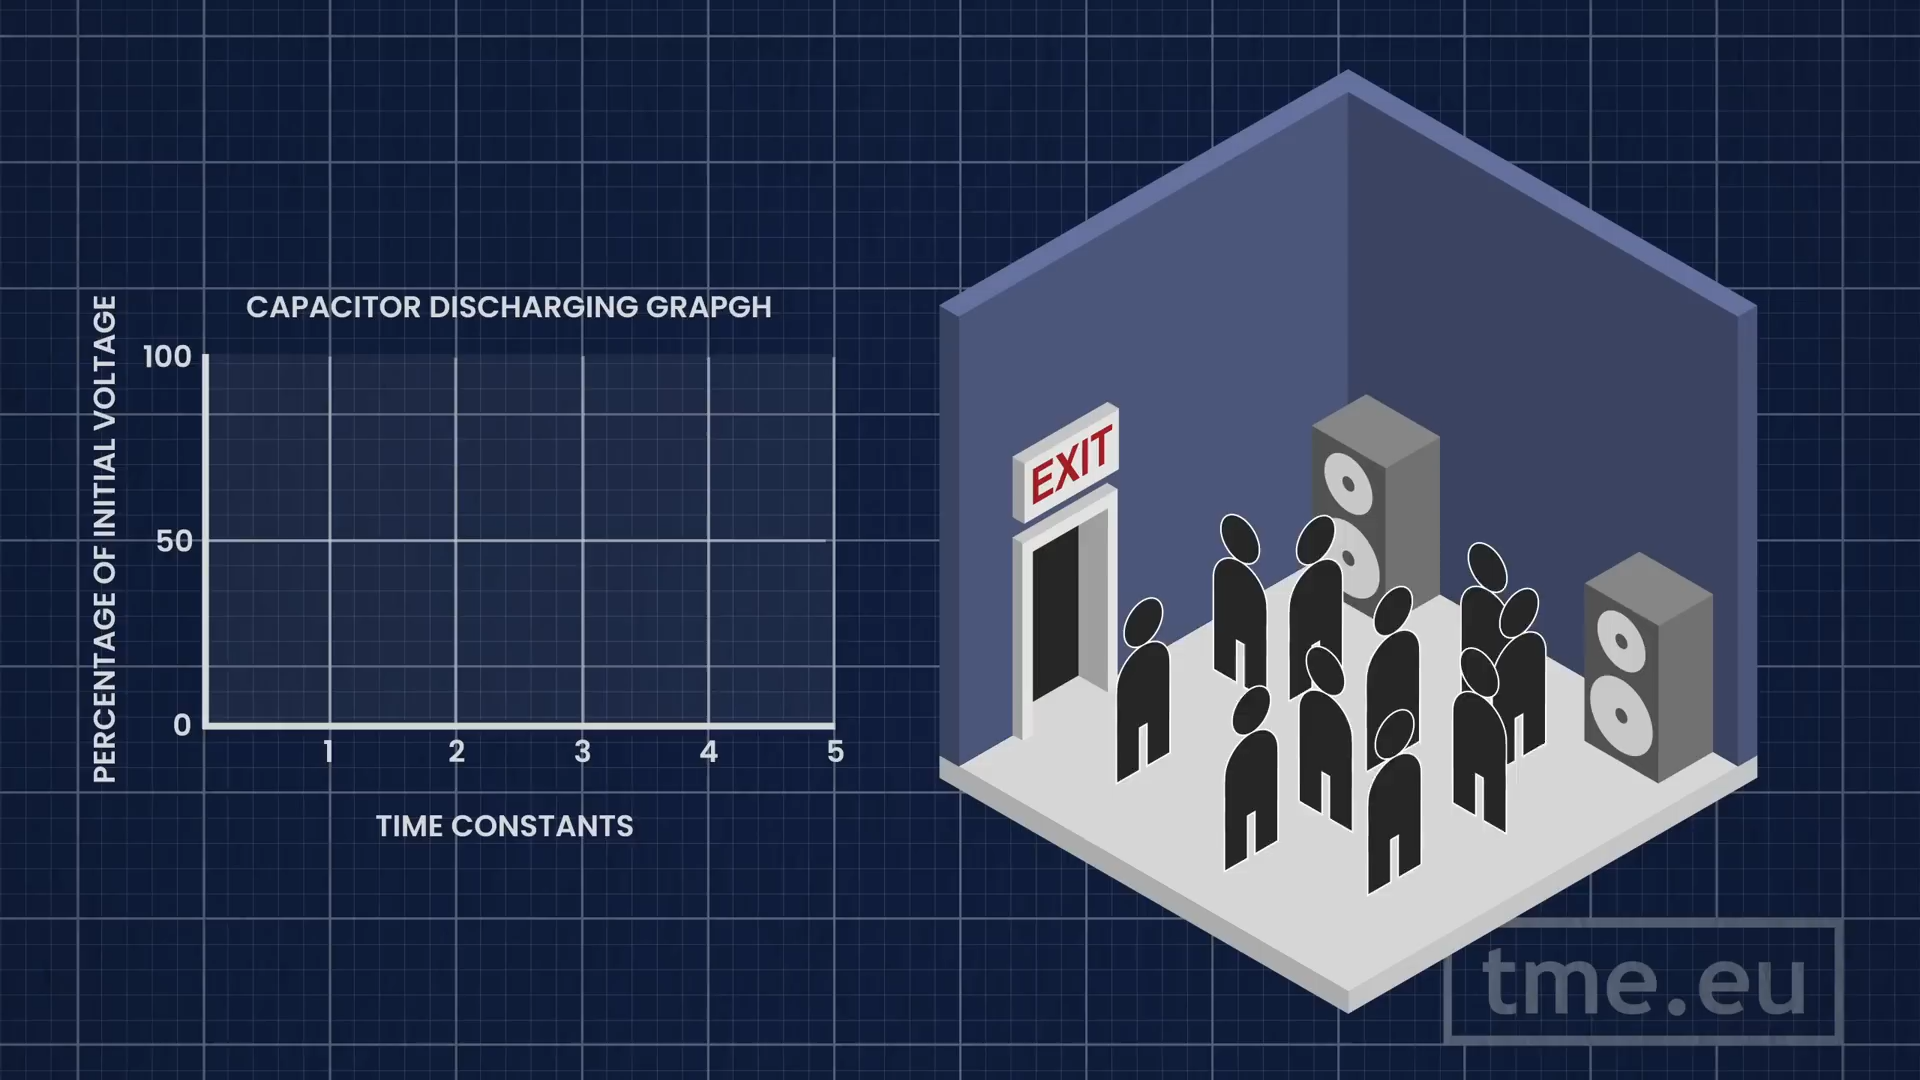 CAPACITOR DISCHARGING GRAPGH
PERCENTAGE OF INITIAL VOLTAGE
100
50
0
1 2 3 4 5
TIME CONSTANTS
EXIT
tme.eu